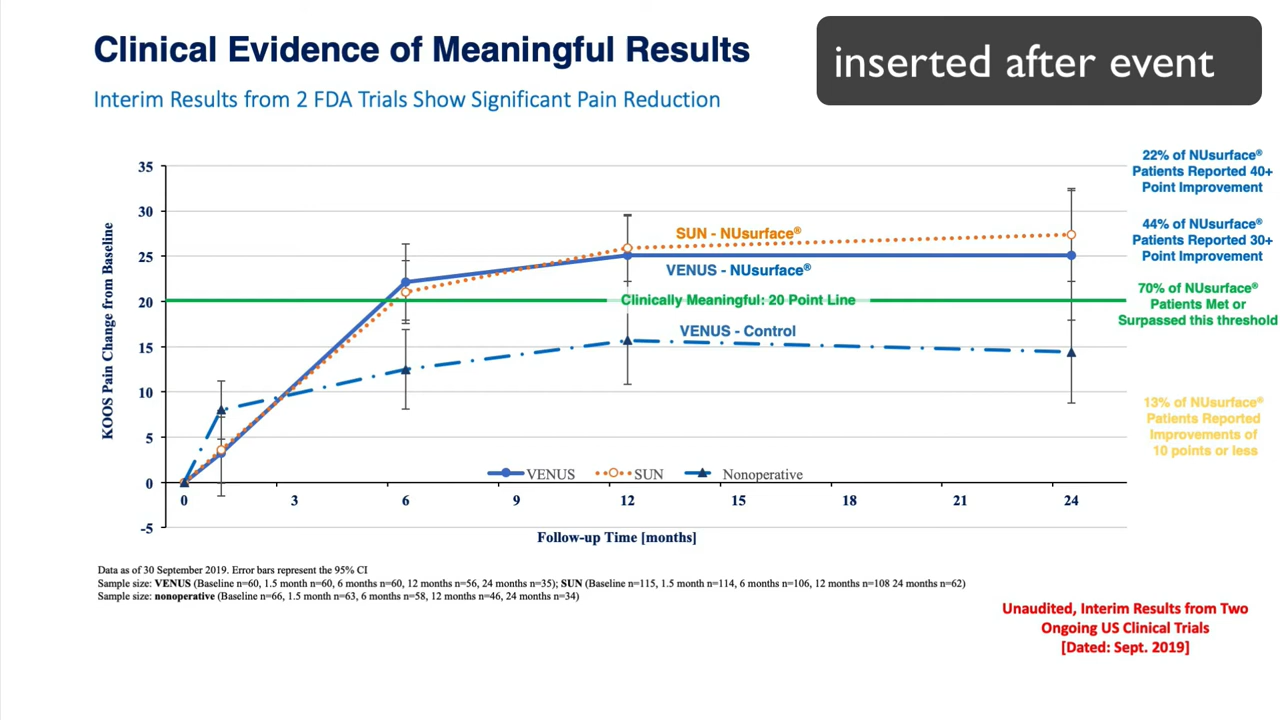 Clinical Evidence of Meaningful Results
inserted after event
Interim Results from 2 FDA Trials Show Significant Pain Reduction
KOOS Pain Change from Baseline
35
30
25
20
15
10
5
0
-5
SUN - NUsurface®
VENUS - NUsurface®
Clinically Meaningful: 20 Point Line
VENUS - Control
VENUS
SUN
Nonoperative
0 3 6 9 12 15 18 21 24
Follow-up Time [months]
22% of NUsurface®
Patients Reported 40+
Point Improvement
44% of NUsurface®
Patients Reported 30+
Point Improvement
70% of NUsurface®
Patients Met or
Surpassed this threshold
13% of NUsurface®
Patients Reported
Improvements of
10 points or less
Data as of 30 September 2019. Error bars represent the 95% CI
Sample size: VENUS (Baseline n=60, 1.5 month n=60, 6 months n=60, 12 months n=56, 24 months n=35); SUN (Baseline n=115, 1.5 month n=114, 6 months n=106, 12 months n=108 24 months n=62)
Sample size: nonoperative (Baseline n=66, 1.5 month n=63, 6 months n=58, 12 months n=46, 24 months n=34)
Unaudited, Interim Results from Two
Ongoing US Clinical Trials
[Dated: Sept. 2019]